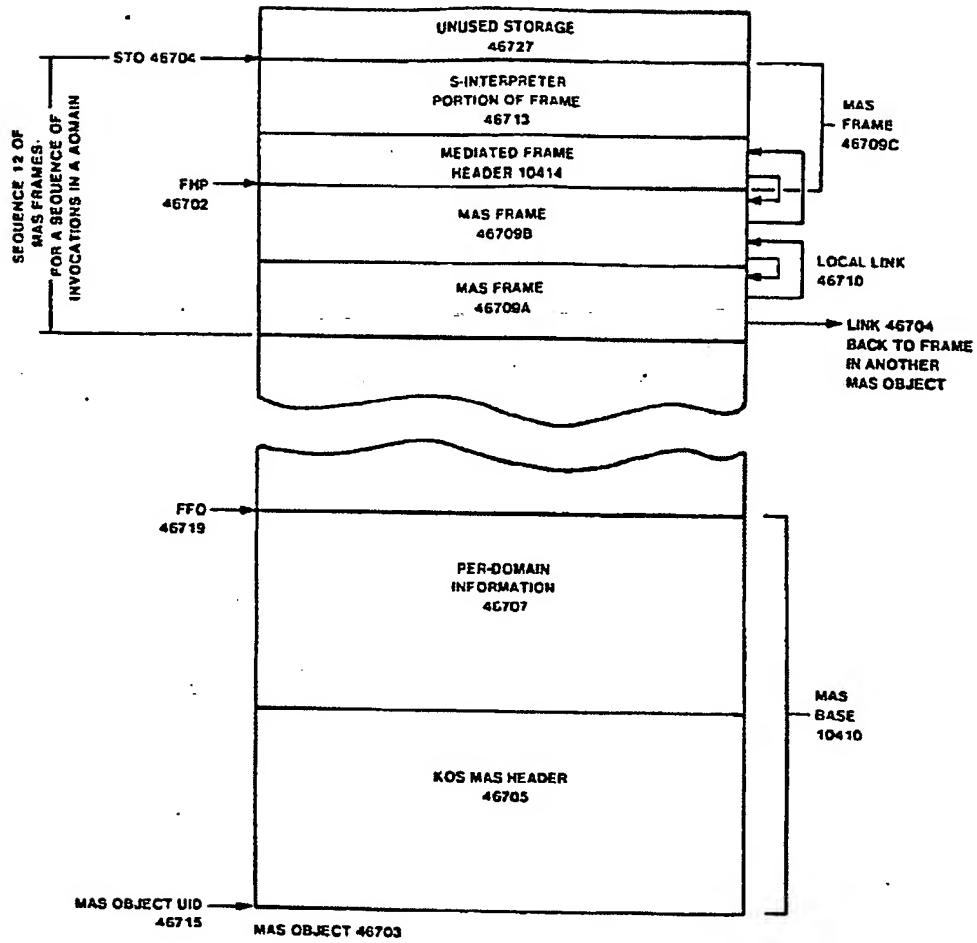 UNUSED STORAGE
46727
STO 46704
S-INTERPRETER
PORTION OF FRAME
46713
MAS
FRAME
46709C
MEDIATED FRAME
HEADER 10414
FHP
46702
SEQUENCE 12 OF
MAS FRAMES·
FOR A SEQUENCE OF
INVOCATIONS IN A AOMAIN
MAS FRAME
46709B
LOCAL LINK
46710
MAS FRAME
46709A
LINK 46704
BACK TO FRAME
IN ANOTHER
MAS OBJECT
FFO
46719
PER-DOMAIN
INFORMATION
46707
MAS
BASE
10410
KOS MAS HEADER
46705
MAS OBJECT UID
46715
MAS OBJECT 46703